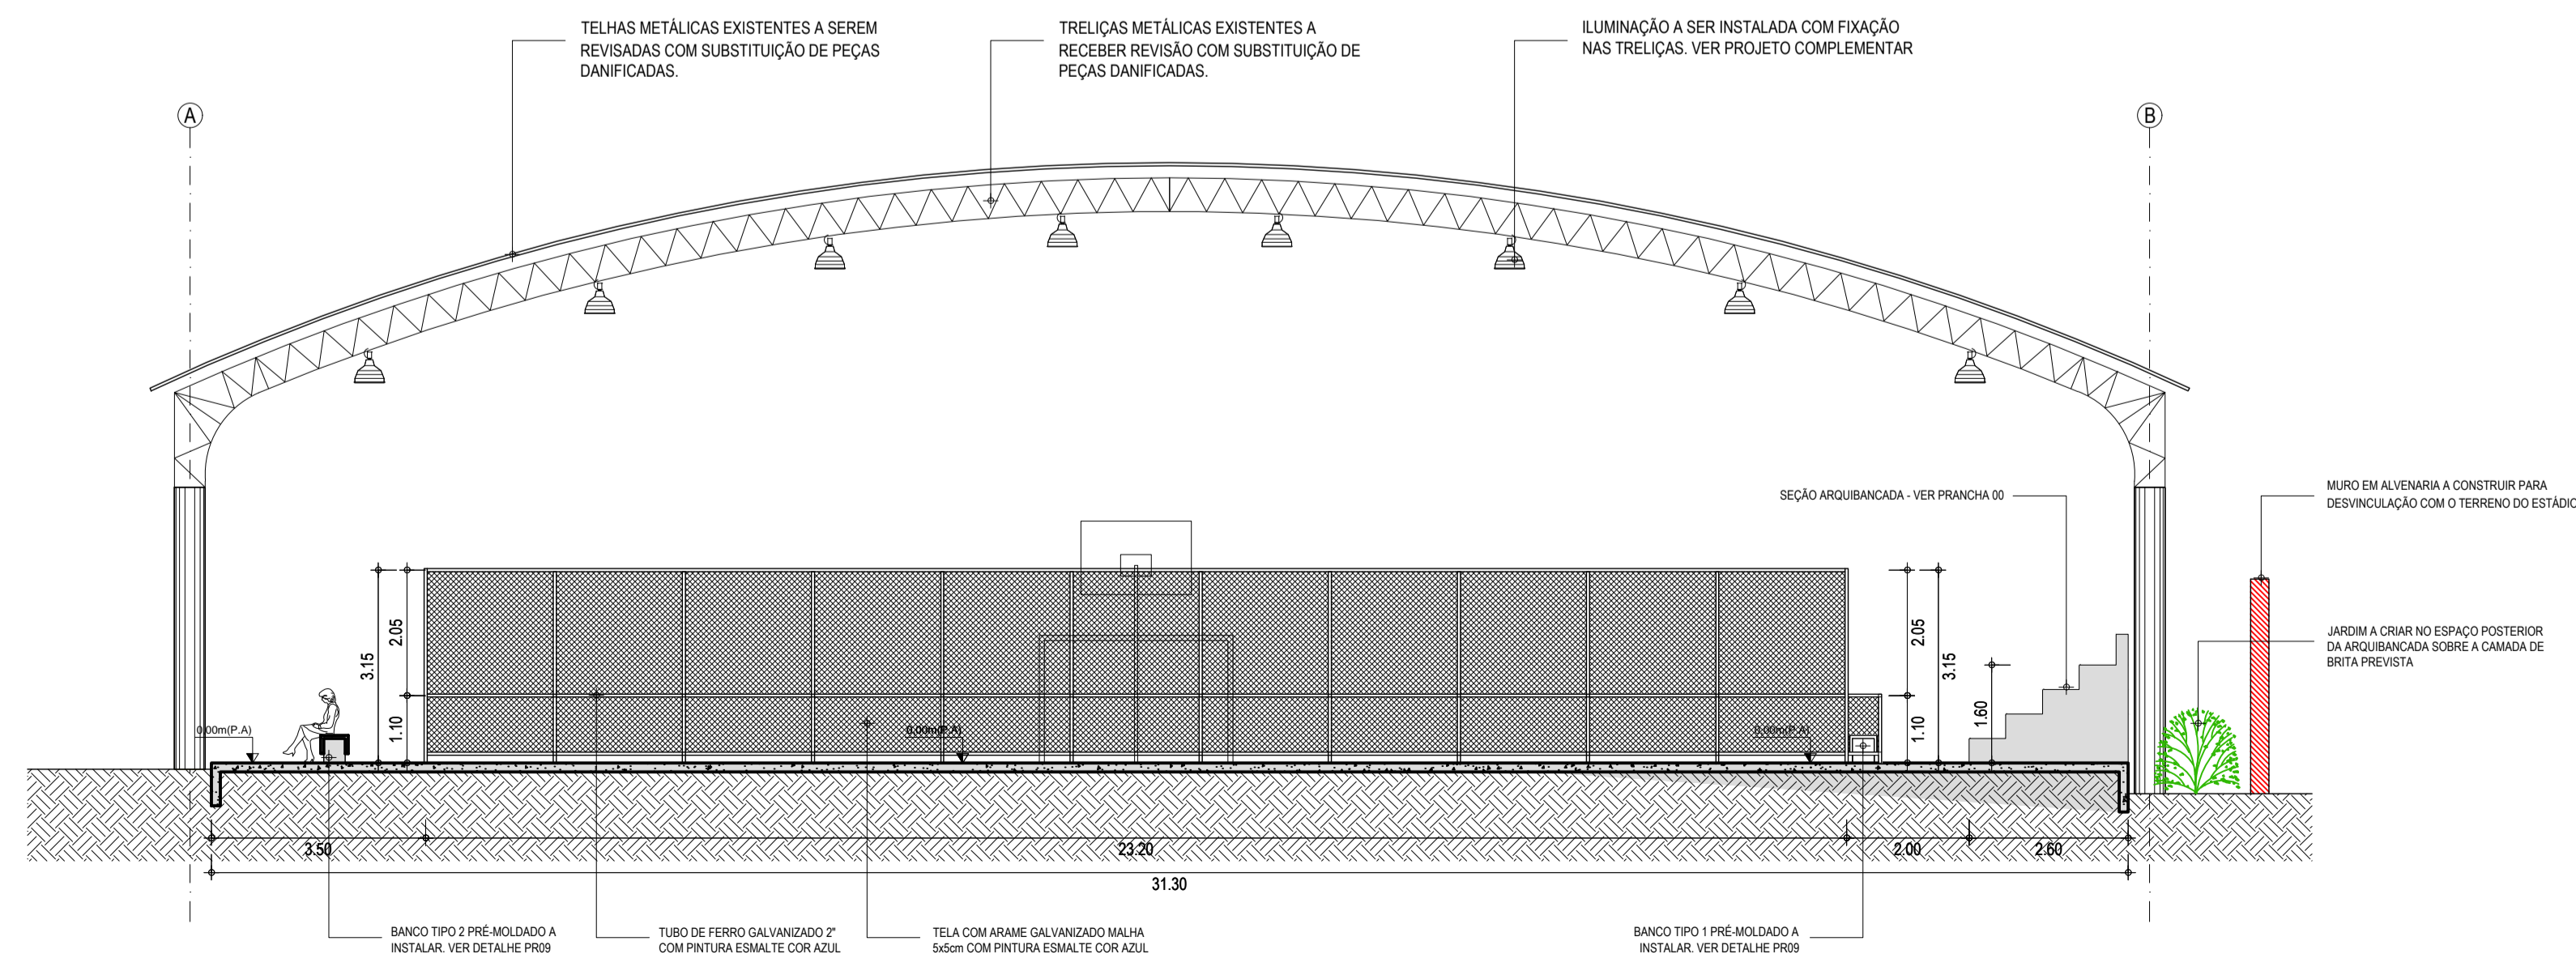 TELHAS METÁLICAS EXISTENTES A SEREM
REVISADAS COM SUBSTITUIÇÃO DE PEÇAS
DANIFICADAS.
TRELIÇAS METÁLICAS EXISTENTES A
RECEBER REVISÃO COM SUBSTITUIÇÃO DE
PEÇAS DANIFICADAS.
ILUMINAÇÃO A SER INSTALADA COM FIXAÇÃO
NAS TRELIÇAS. VER PROJETO COMPLEMENTAR
A
B
SEÇÃO ARQUIBANCADA - VER PRANCHA 00
MURO EM ALVENARIA A CONSTRUIR PARA
DESVINCULAÇÃO COM O TERRENO DO ESTÁDIO
JARDIM A CRIAR NO ESPAÇO POSTERIOR
DA ARQUIBANCADA SOBRE A CAMADA DE
BRITA PREVISTA
3.15
2.05
1.10
2.05
3.15
1.10
1.60
0,00m(P.A)
0,00m(P.A)
0,00m(P.A)
3.50
23.20
2.00
2.60
31.30
BANCO TIPO 2 PRÉ-MOLDADO A
INSTALAR. VER DETALHE PR09
TUBO DE FERRO GALVANIZADO 2"
COM PINTURA ESMALTE COR AZUL
TELA COM ARAME GALVANIZADO MALHA
5x5cm COM PINTURA ESMALTE COR AZUL
BANCO TIPO 1 PRÉ-MOLDADO A
INSTALAR. VER DETALHE PR09